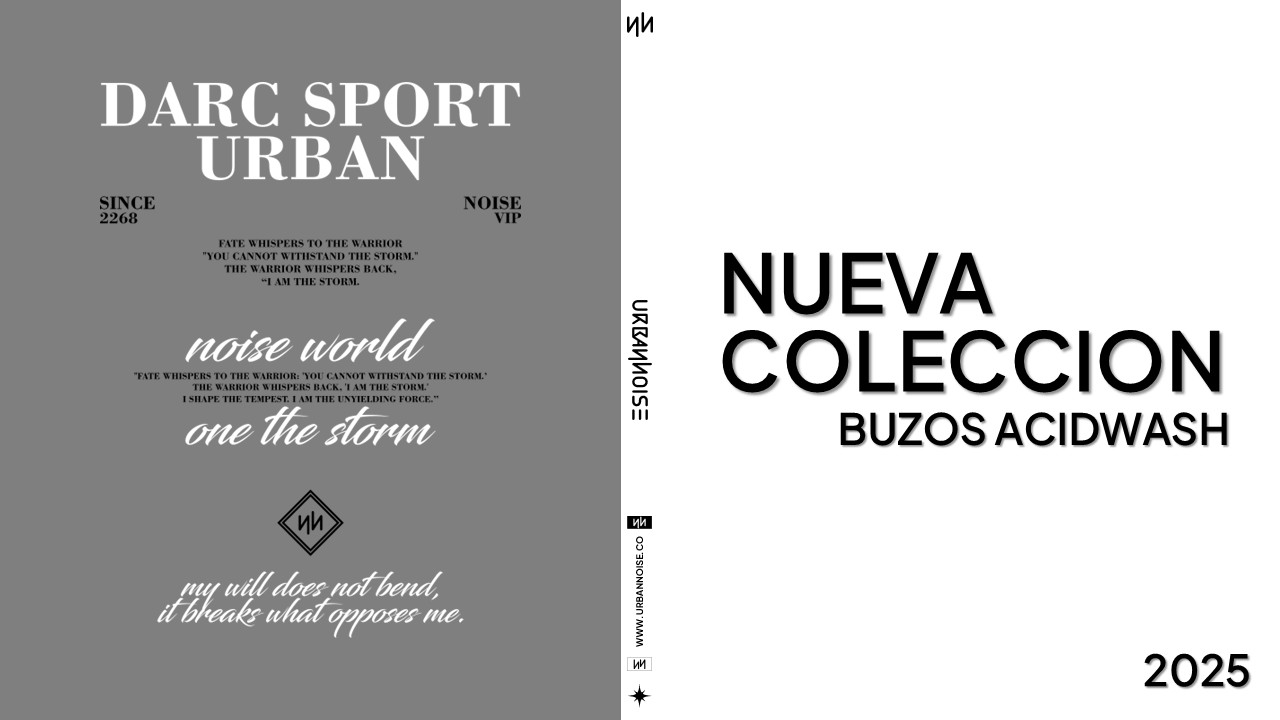 DARC SPORT
URBAN
SINCE
2268
NOISE
VIP
FATE WHISPERS TO THE WARRIOR
"YOU CANNOT WITHSTAND THE STORM."
THE WARRIOR WHISPERS BACK,
“I AM THE STORM.
noise world
"FATE WHISPERS TO THE WARRIOR: 'YOU CANNOT WITHSTAND THE STORM.'
THE WARRIOR WHISPERS BACK, 'I AM THE STORM.'
I SHAPE THE TEMPEST. I AM THE UNYIELDING FORCE.”
one the storm
my will does not bend,
it breaks what opposes me.
URBANNOISE
WWW.URBANNOISE.CO
NUEVA
COLECCION
BUZOS ACIDWASH
2025